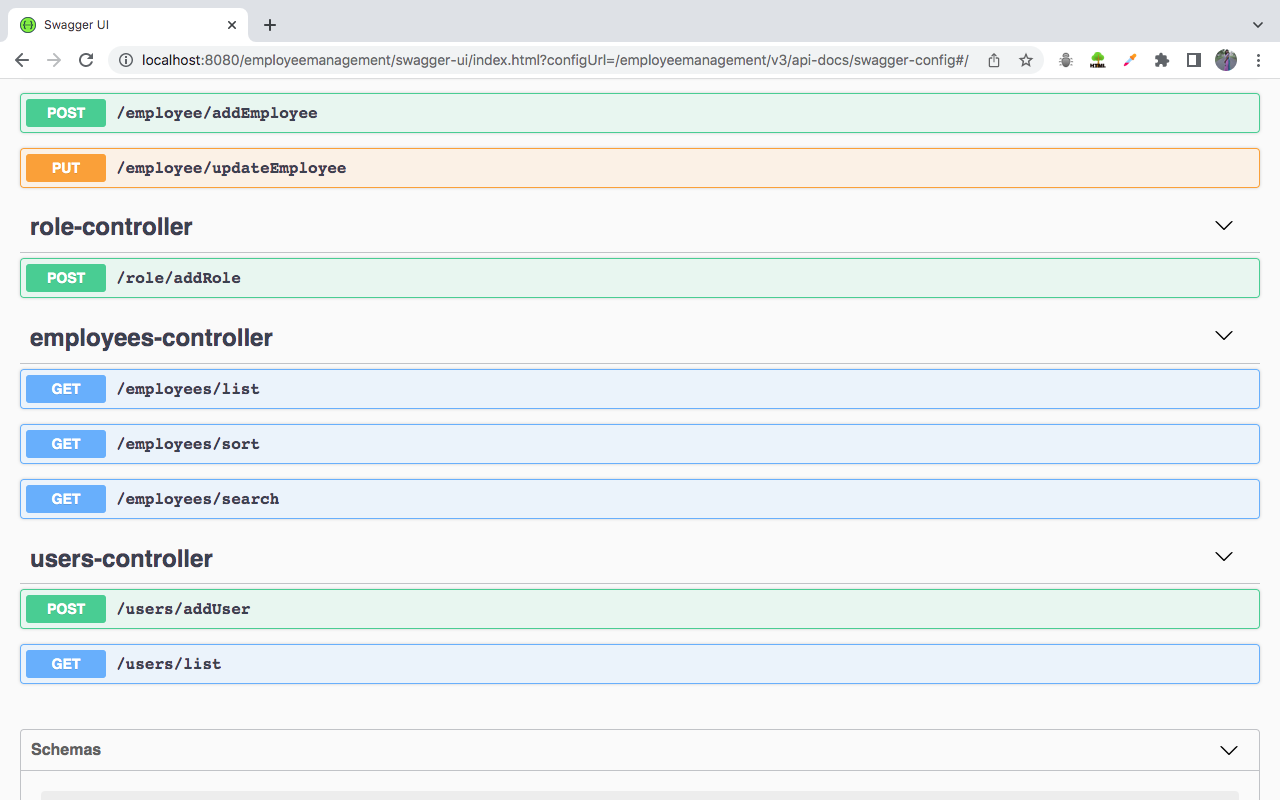 Swagger UI
localhost:8080/employeemanagement/swagger-ui/index.html?configUrl=/employeemanagement/v3/api-docs/swagger-config#/
HTML
POST /employee/addEmployee
PUT /employee/updateEmployee
role-controller
POST /role/addRole
employees-controller
GET /employees/list
GET /employees/sort
GET /employees/search
users-controller
POST /users/addUser
GET /users/list
Schemas